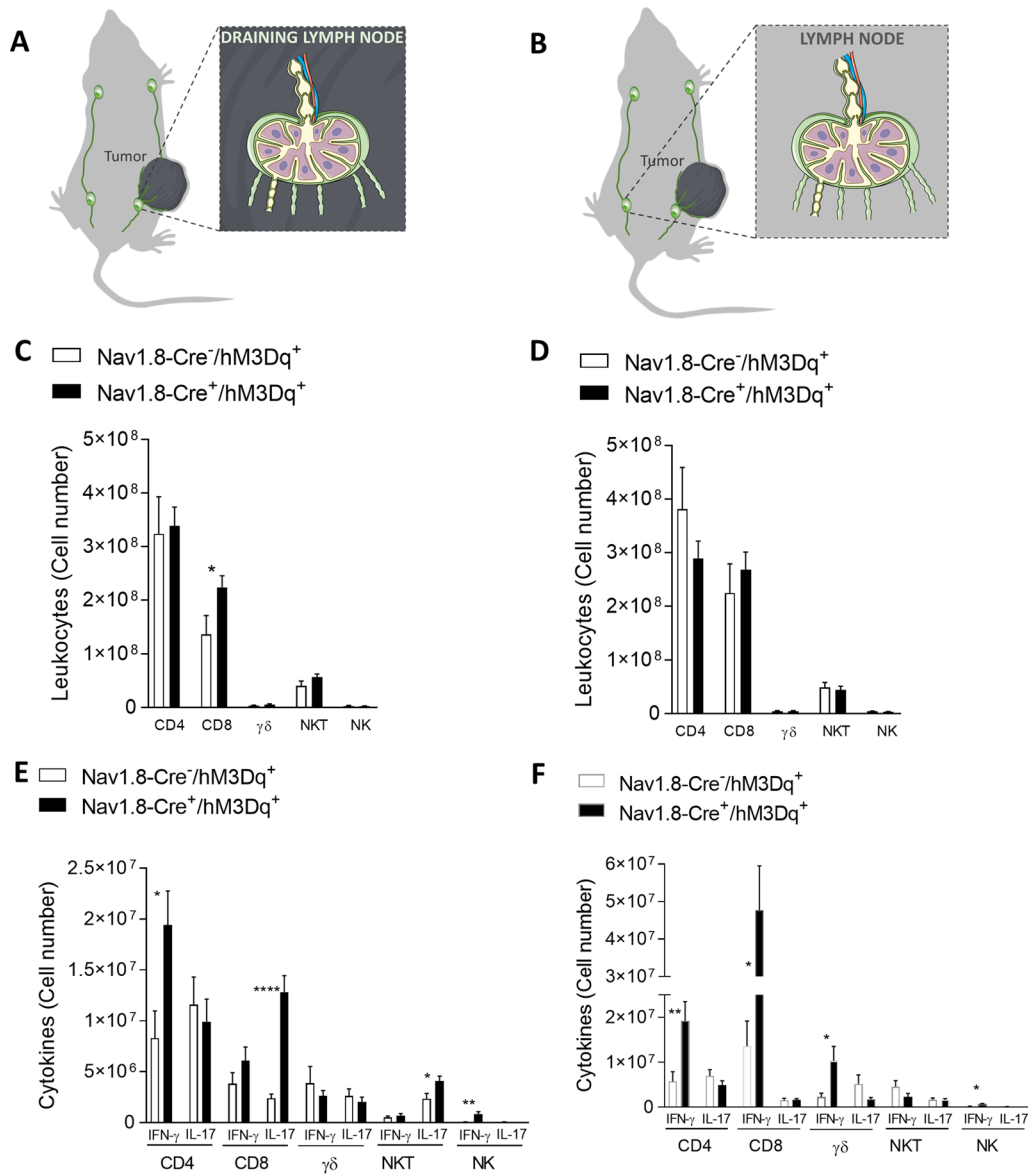 A
DRAINING LYMPH NODE
Tumor
B
LYMPH NODE
Tumor
C
Nav1.8-Cre⁻/hM3Dq⁺
Nav1.8-Cre⁺/hM3Dq⁺
Leukocytes (Cell number)
5×10⁸
4×10⁸
3×10⁸
2×10⁸
1×10⁸
0
*
CD4 CD8 γδ NKT NK
D
Nav1.8-Cre⁻/hM3Dq⁺
Nav1.8-Cre⁺/hM3Dq⁺
Leukocytes (Cell number)
5×10⁸
4×10⁸
3×10⁸
2×10⁸
1×10⁸
0
CD4 CD8 γδ NKT NK
E
Nav1.8-Cre⁻/hM3Dq⁺
Nav1.8-Cre⁺/hM3Dq⁺
Cytokines (Cell number)
2.5×10⁷
2×10⁷
1.5×10⁷
1×10⁷
5×10⁶
0
* **** * **
IFN-γ IL-17 IFN-γ IL-17 IFN-γ IL-17 IFN-γ IL-17 IFN-γ IL-17
CD4 CD8 γδ NKT NK
F
Nav1.8-Cre⁻/hM3Dq⁺
Nav1.8-Cre⁺/hM3Dq⁺
Cytokines (Cell number)
6×10⁷
5×10⁷
4×10⁷
3×10⁷
2×10⁷
1×10⁷
0
** * * *
IFN-γ IL-17 IFN-γ IL-17 IFN-γ IL-17 IFN-γ IL-17 IFN-γ IL-17
CD4 CD8 γδ NKT NK